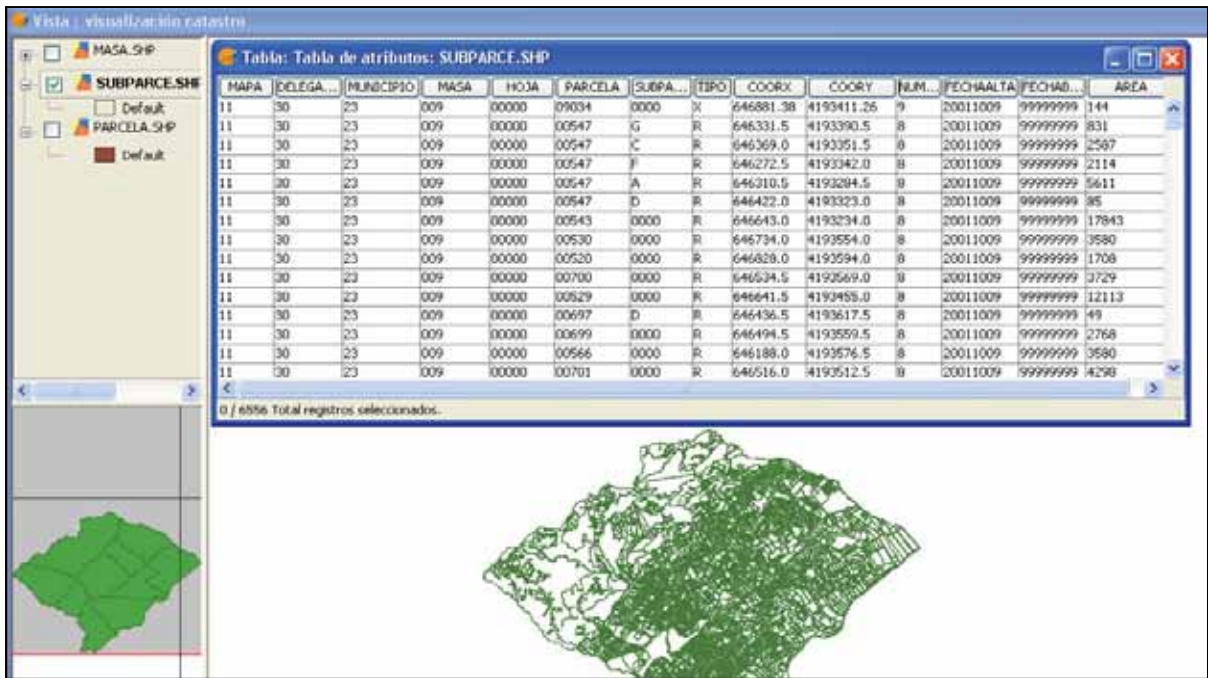 Vista : visualización catastro
MASA.SHP
SUBPARCE.SHF
Default
PARCELA.SHP
Default
Tabla: Tabla de atributos: SUBPARCE.SHP
MAPA DELEGA... MUNICIPIO MASA HOJA PARCELA SUBPA... TIPO COORX COORY NUM... FECHAALTA FECHAB... AREA
11 30 23 009 00000 09034 0000 X 646881.38 4193411.26 9 20011009 99999999 144
11 30 23 009 00000 00547 G R 646331.5 4193390.5 8 20011009 99999999 831
11 30 23 009 00000 00547 C R 646369.0 4193351.5 8 20011009 99999999 2587
11 30 23 009 00000 00547 F R 646272.5 4193342.0 8 20011009 99999999 2114
11 30 23 009 00000 00547 A R 646310.5 4193284.5 8 20011009 99999999 5611
11 30 23 009 00000 00547 D R 646422.0 4193323.0 8 20011009 99999999 85
11 30 23 009 00000 00543 0000 R 646643.0 4193234.0 8 20011009 99999999 17843
11 30 23 009 00000 00530 0000 R 646734.0 4193554.0 8 20011009 99999999 3580
11 30 23 009 00000 00520 0000 R 646828.0 4193594.0 8 20011009 99999999 1708
11 30 23 009 00000 00700 0000 R 646534.5 4193569.0 8 20011009 99999999 3729
11 30 23 009 00000 00529 0000 R 646641.5 4193455.0 8 20011009 99999999 12113
11 30 23 009 00000 00697 D R 646436.5 4193617.5 8 20011009 99999999 49
11 30 23 009 00000 00699 0000 R 646494.5 4193559.5 8 20011009 99999999 2768
11 30 23 009 00000 00566 0000 R 646188.0 4193576.5 8 20011009 99999999 3580
11 30 23 009 00000 00701 0000 R 646516.0 4193512.5 8 20011009 99999999 4298
0 / 6556 Total registros seleccionados.